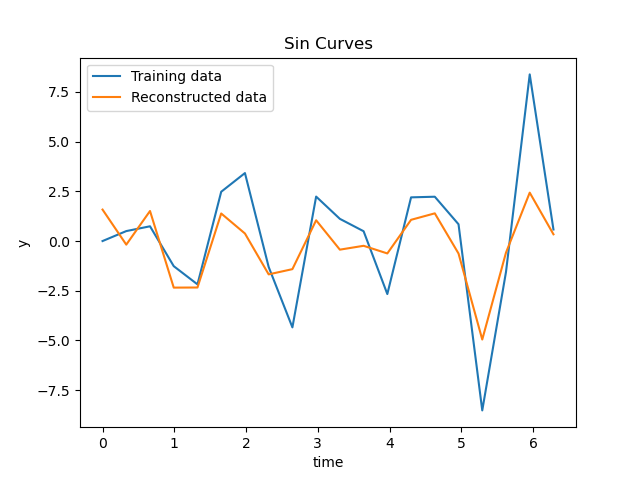 Sin Curves
Training data
Reconstructed data
7.5
5.0
2.5
0.0
−2.5
−5.0
−7.5
y
0 1 2 3 4 5 6
time